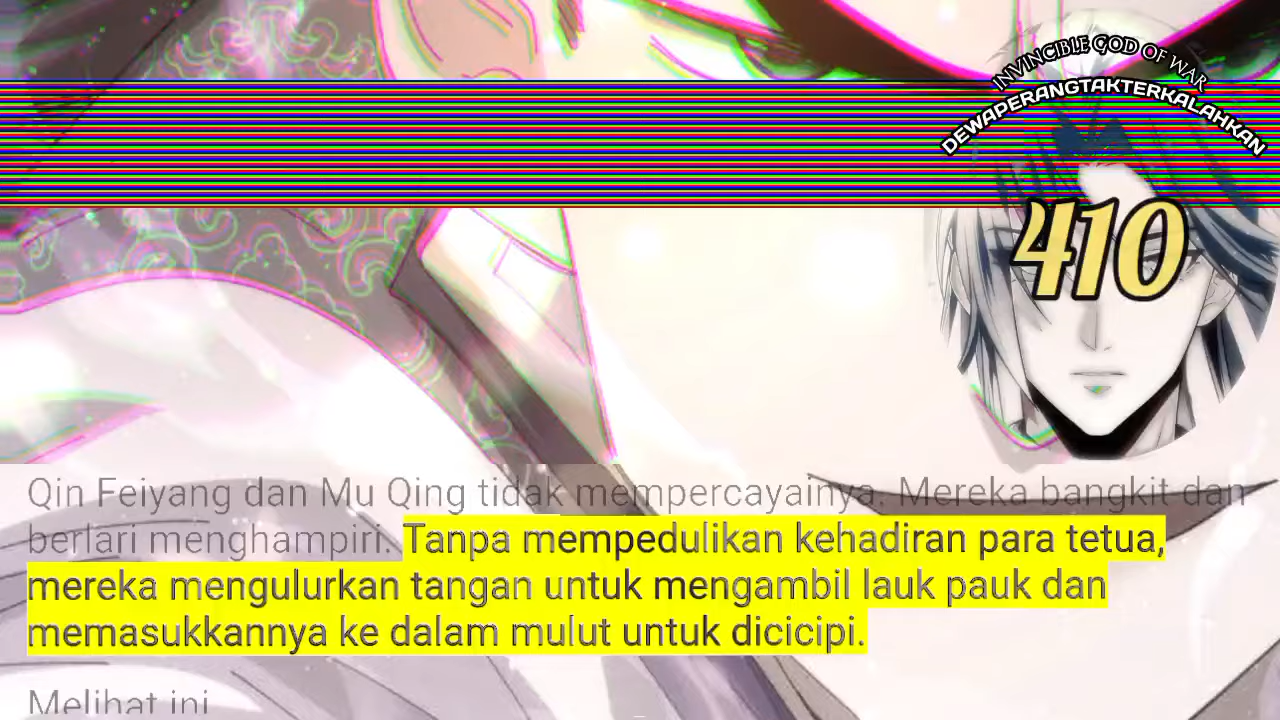 INVINCIBLE GOD OF WAR
DEWAPERANGTAKTERKALAHKAN
410
Qin Feiyang dan Mu Qing tidak mempercayainya. Mereka bangkit dan
berlari menghampiri. Tanpa mempedulikan kehadiran para tetua,
mereka mengulurkan tangan untuk mengambil lauk pauk dan
memasukkannya ke dalam mulut untuk dicicipi.
Melihat ini